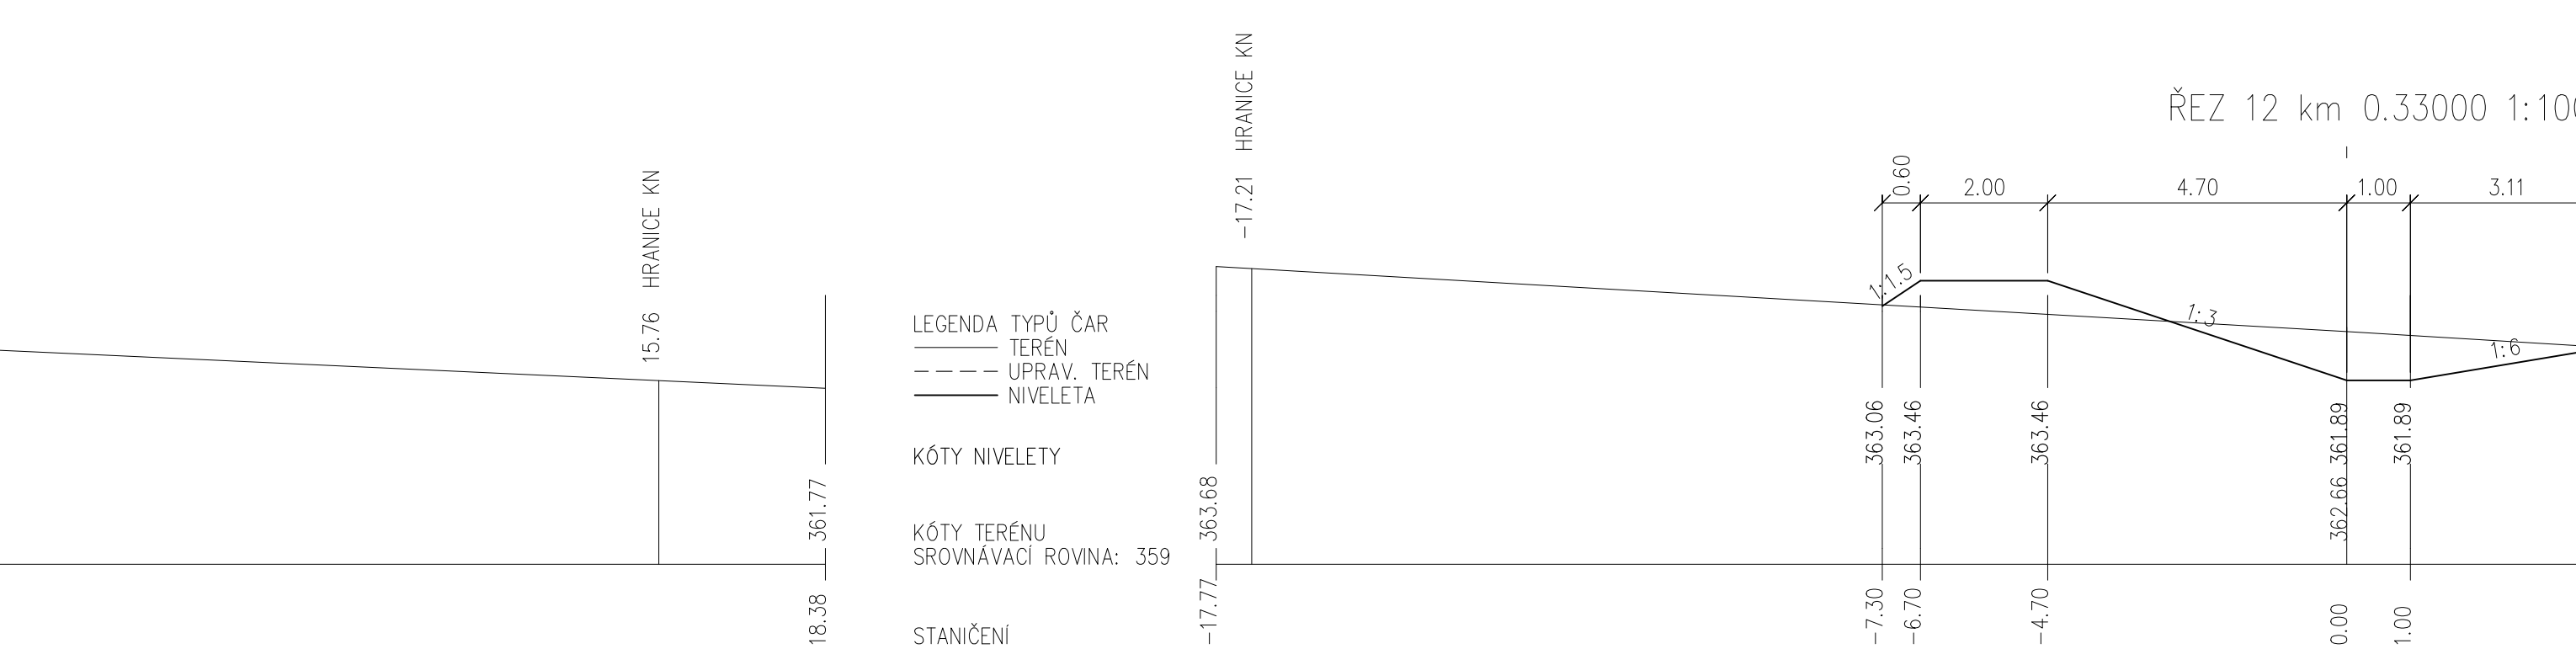 15.76 HRANICE KN
361.77
18.38
LEGENDA TYPŮ ČAR
TERÉN
UPRAV. TERÉN
NIVELETA
KÓTY NIVELETY
KÓTY TERÉNU
SROVNÁVACÍ ROVINA: 359
STANIČENÍ
-17.21 HRANICE KN
363.68
-17.77
ŘEZ 12 km 0.33000 1:100
0.60
2.00
4.70
1.00
3.11
1:1.5
1:3
1:6
363.06
363.46
363.46
362.66 361.89
361.89
-7.30
-6.70
-4.70
0.00
1.00